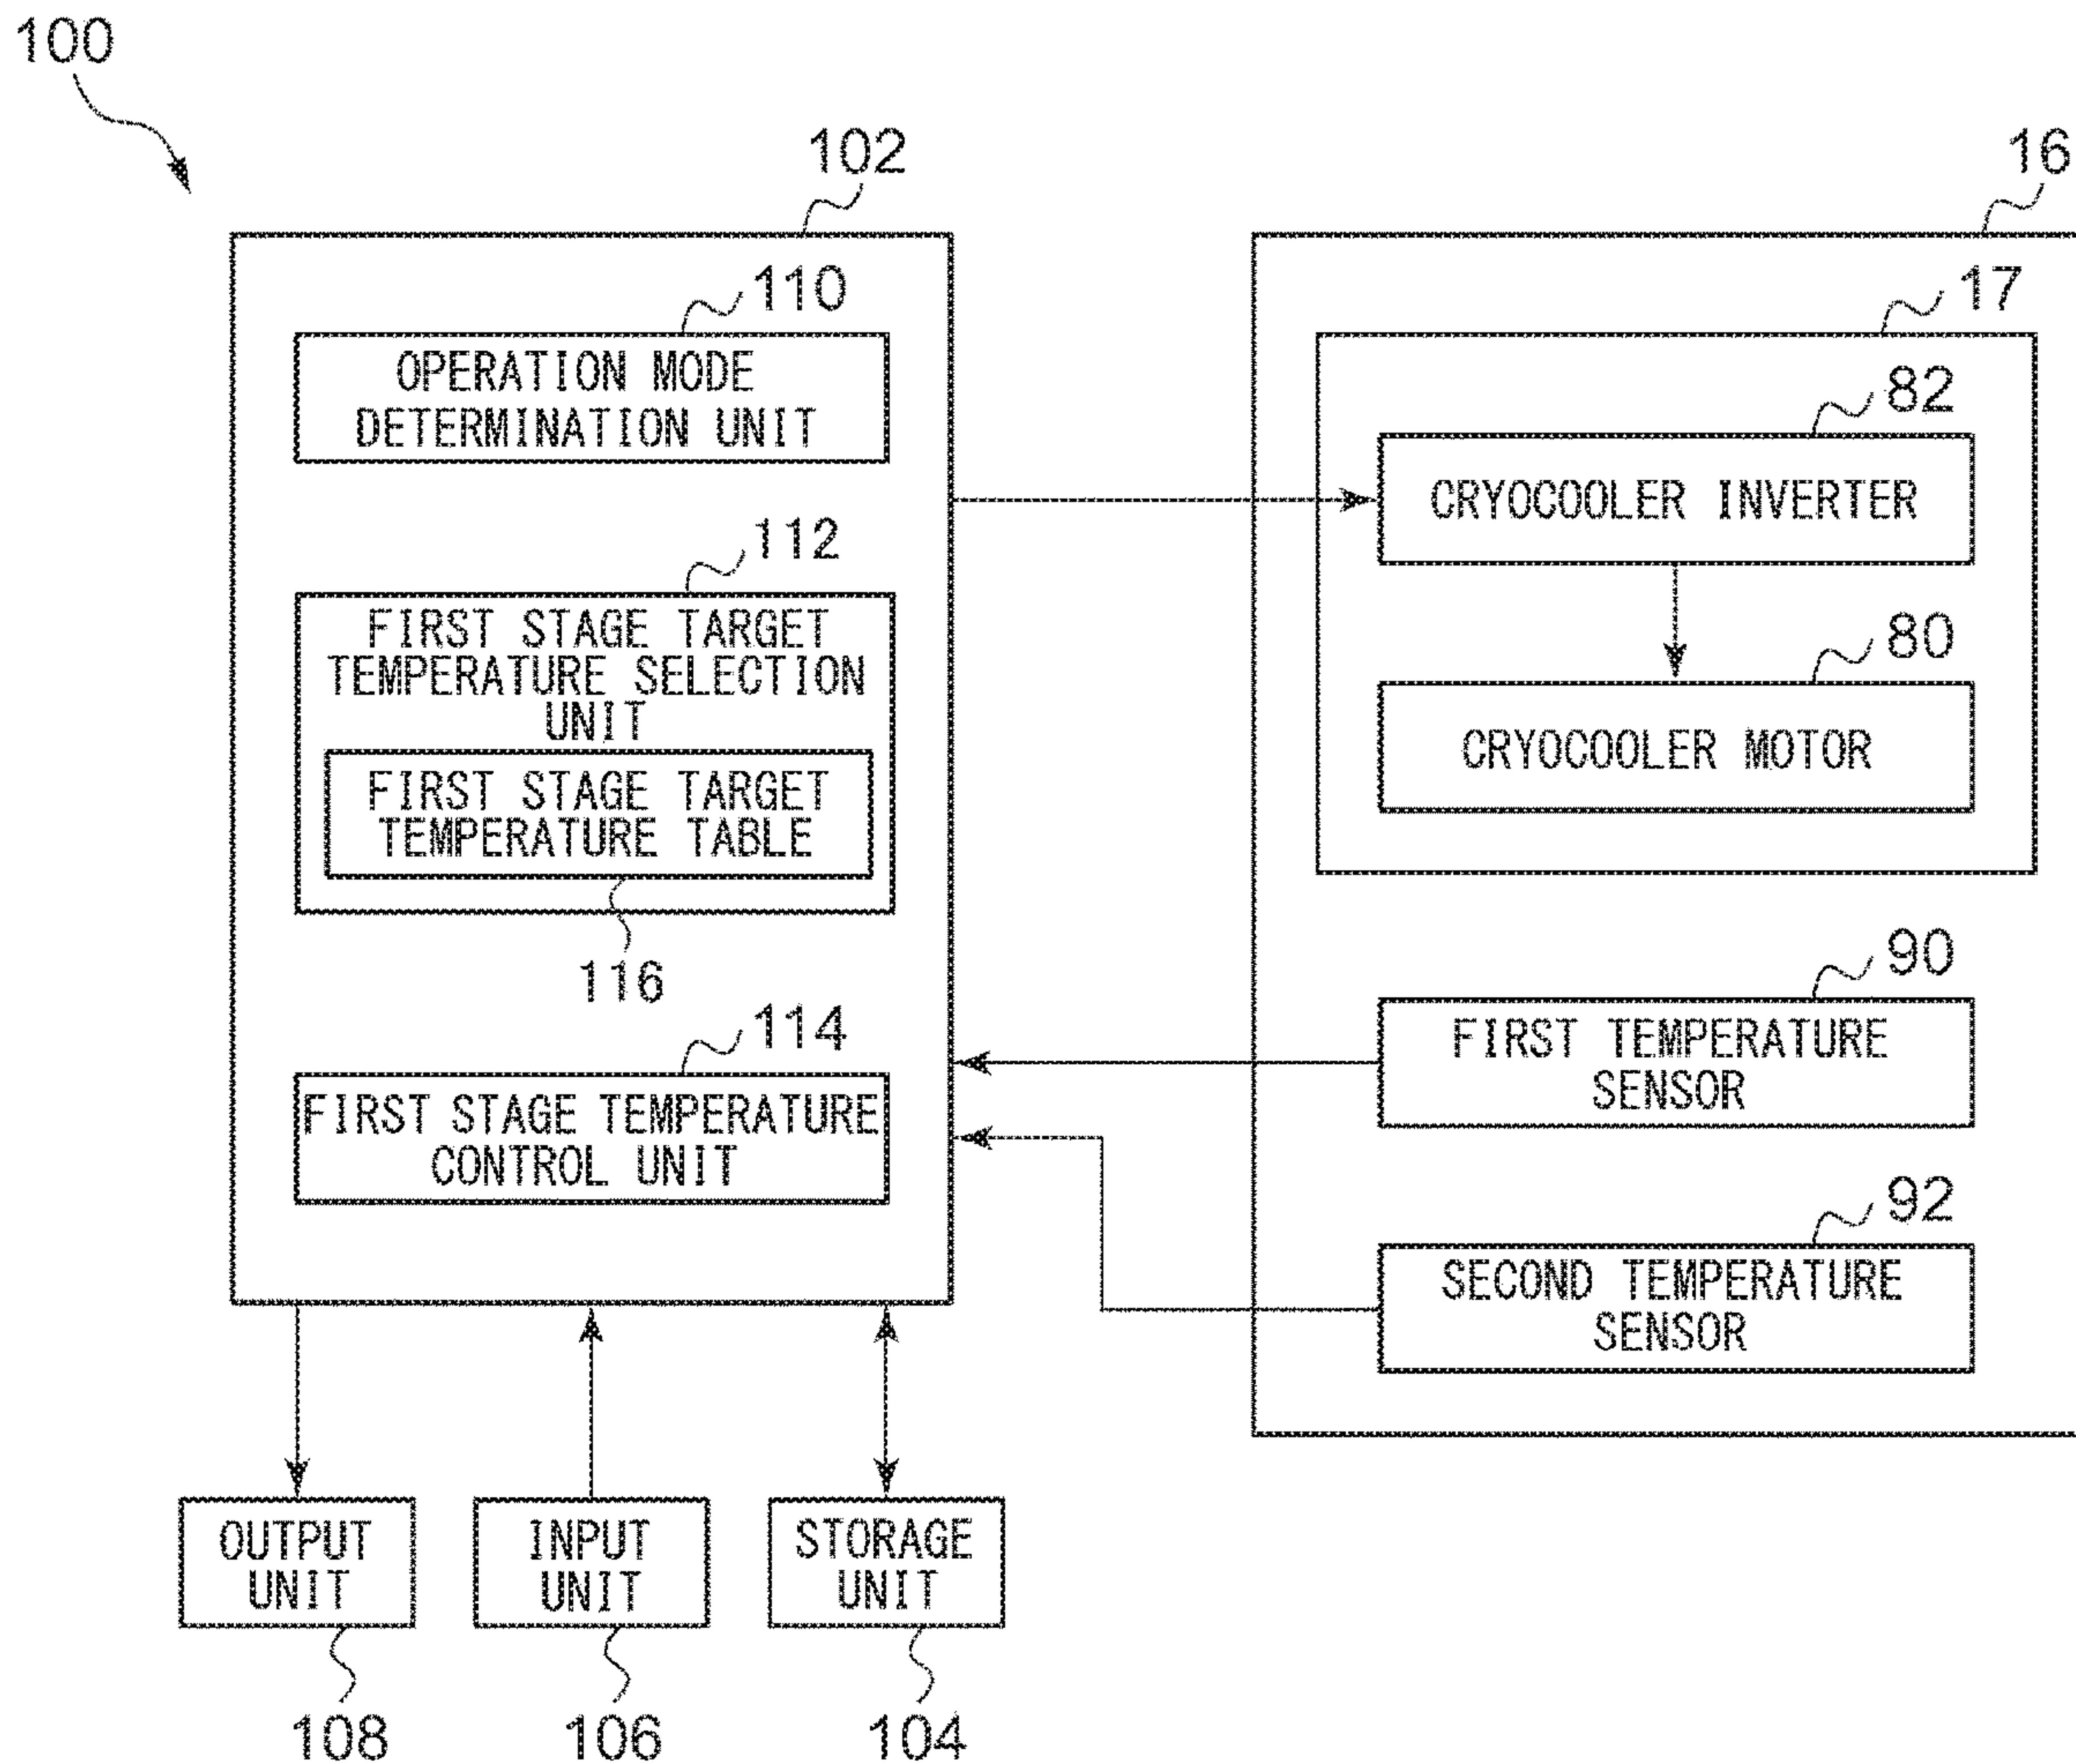 100
102
16
110
17
OPERATION MODE
DETERMINATION UNIT
82
CRYOCOOLER INVERTER
112
FIRST STAGE TARGET
TEMPERATURE SELECTION
UNIT
80
CRYOCOOLER MOTOR
FIRST STAGE TARGET
TEMPERATURE TABLE
116
90
FIRST TEMPERATURE
SENSOR
114
FIRST STAGE TEMPERATURE
CONTROL UNIT
92
SECOND TEMPERATURE
SENSOR
OUTPUT
UNIT
INPUT
UNIT
STORAGE
UNIT
108
106
104